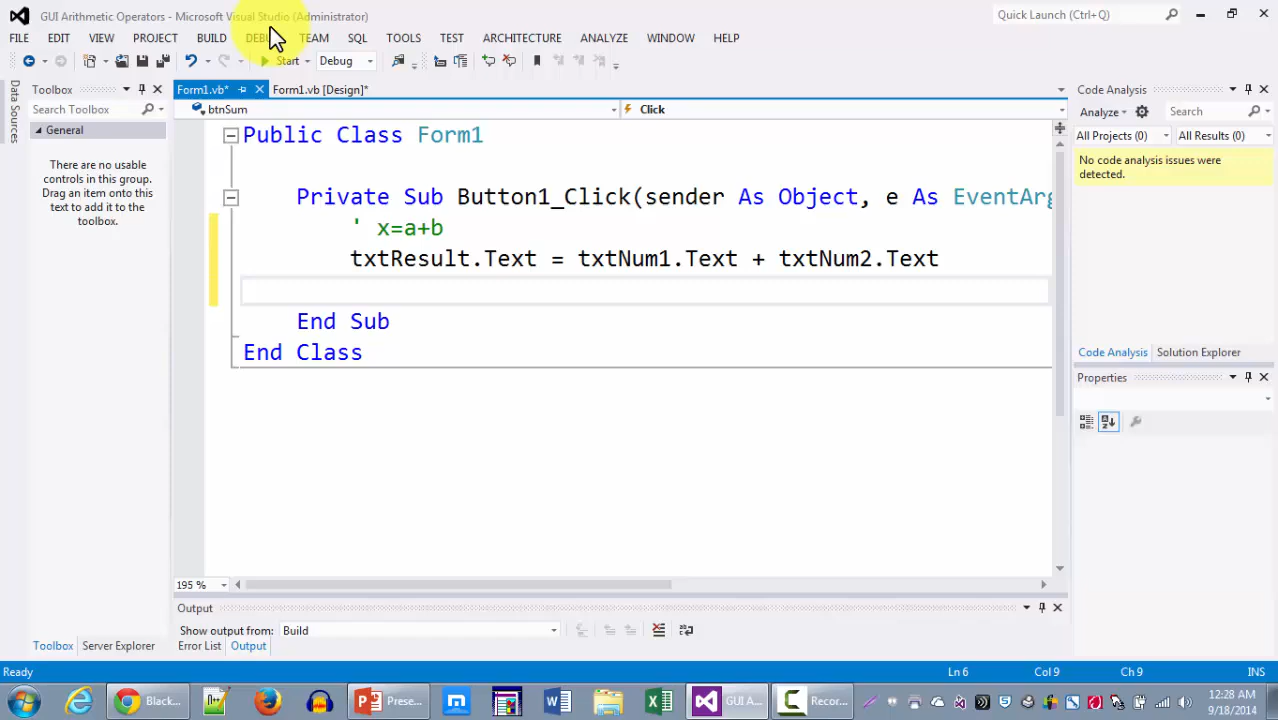 GUI Arithmetic Operators - Microsoft Visual Studio (Administrator)
Quick Launch (Ctrl+Q)
FILE EDIT VIEW PROJECT BUILD DEBUG TEAM SQL TOOLS TEST ARCHITECTURE ANALYZE WINDOW HELP
Start Debug
Data Sources
Toolbox
Search Toolbox
General
There are no usable
controls in this group.
Drag an item onto this
text to add it to the
toolbox.
Form1.vb* Form1.vb [Design]*
btnSum Click
Public Class Form1
Private Sub Button1_Click(sender As Object, e As EventArg
' x=a+b
txtResult.Text = txtNum1.Text + txtNum2.Text
End Sub
End Class
195 %
Code Analysis
Analyze Search
All Projects (0) All Results (0)
No code analysis issues were
detected.
Code Analysis Solution Explorer
Properties
Output
Show output from: Build
Toolbox Server Explorer Error List Output
Ready Ln 6 Col 9 Ch 9 INS
Black... Prese... GUI A... Recor...
12:28 AM
9/18/2014